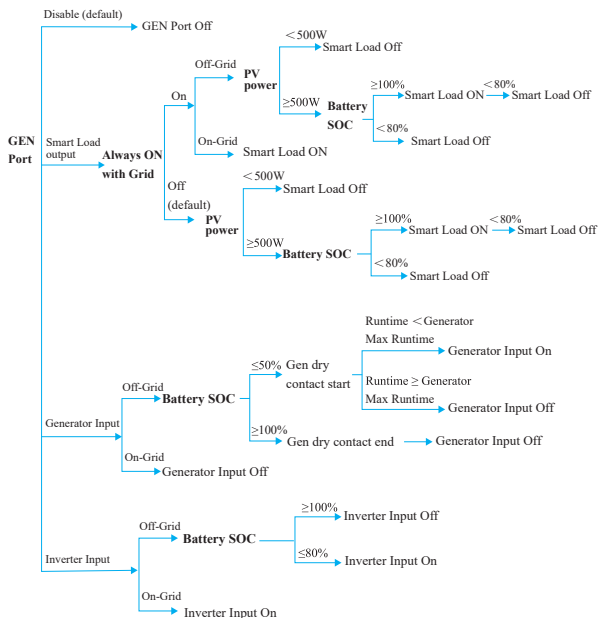 Disable (default)
GEN Port Off
<500W
Smart Load Off
Off-Grid
PV
power
On
≥500W
Battery
SOC
≥100%
Smart Load ON
<80%
Smart Load Off
<80%
Smart Load Off
GEN
Port
Smart Load
output
Always ON
with Grid
On-Grid
Smart Load ON
Off
(default)
PV
power
<500W
Smart Load Off
≥500W
Battery SOC
≥100%
Smart Load ON
<80%
Smart Load Off
<80%
Smart Load Off
Generator Input
Off-Grid
Battery SOC
≤50%
Gen dry
contact start
Runtime <Generator
Max Runtime
Generator Input On
Runtime ≥ Generator
Max Runtime
Generator Input Off
≥100%
Gen dry contact end
Generator Input Off
On-Grid
Generator Input Off
Inverter Input
Off-Grid
Battery SOC
≥100%
Inverter Input Off
≤80%
Inverter Input On
On-Grid
Inverter Input On